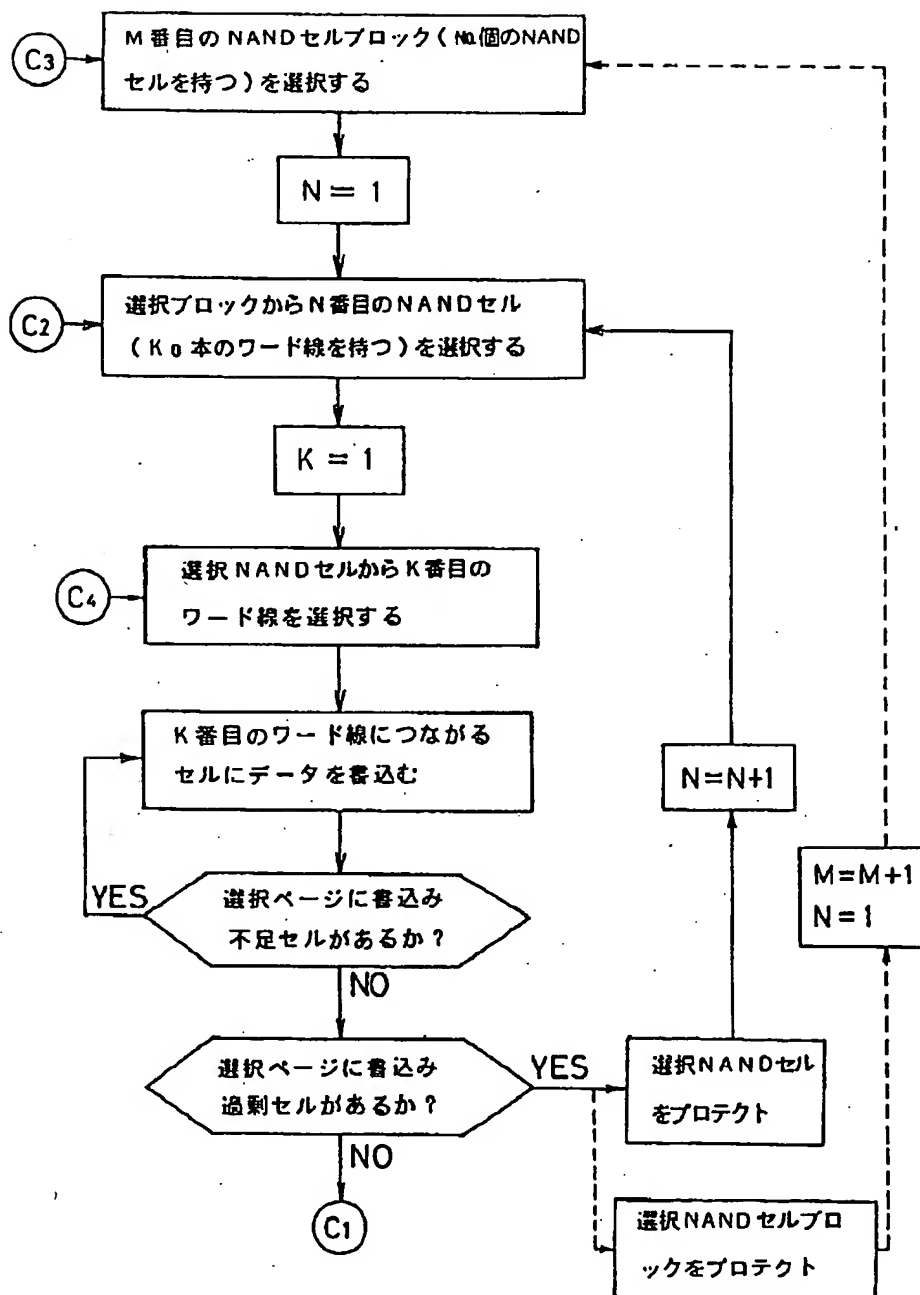 M番目のNANDセルブロック(No個のNAND
セルを持つ)を選択する
C3
N = 1
選択ブロックからN番目のNANDセル
(Ko本のワード線を待つ)を選択する
C2
K = 1
選択NANDセルからK番目の
ワード線を選択する
C4
K番目のワード線につながる
セルにデータを書込む
N=N+1
M=M+1
N=1
YES
選択ページに書込み
不足セルがあるか?
NO
選択ページに書込み
過剰セルがあるか?
YES
選択NANDセル
をプロテクト
NO
C1
選択NANDセルブロ
ックをプロテクト